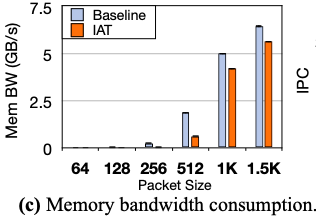 Baseline
IAT
Mem BW (GB/s)
7.5
5
2.5
0
64 128 256 512 1K 1.5K
Packet Size
IPC
(c) Memory bandwidth consumption.